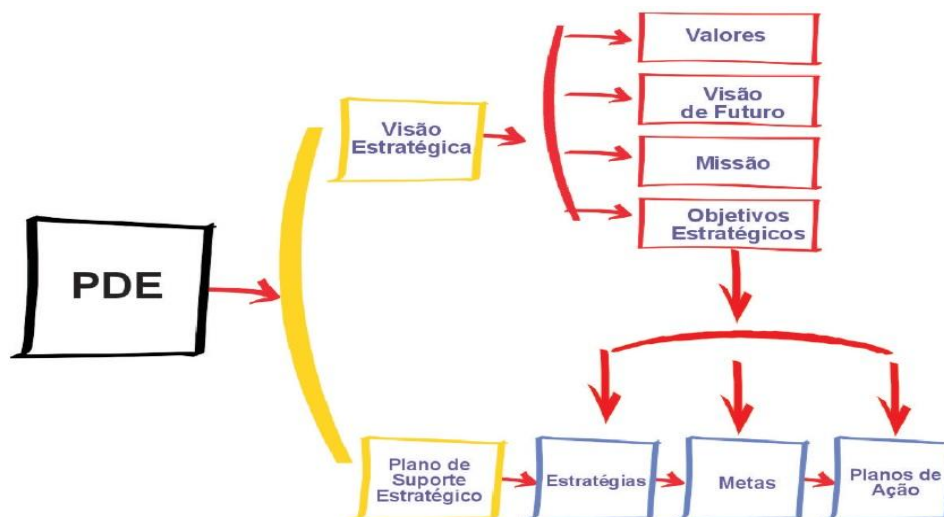 Valores
Visão
de Futuro
Missão
Objetivos
Estratégicos
Visão
Estratégica
PDE
Plano de
Suporte
Estratégico
Estratégias
Metas
Planos de
Ação